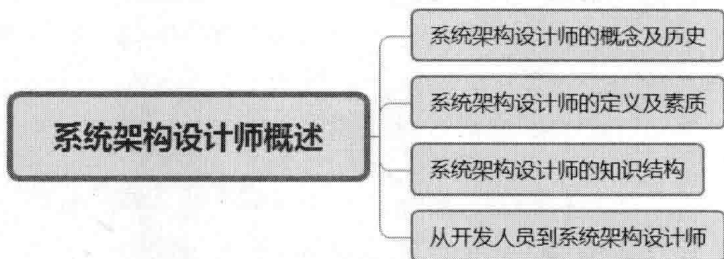 系统架构设计师概述
系统架构设计师的概念及历史
系统架构设计师的定义及素质
系统架构设计师的知识结构
从开发人员到系统架构设计师